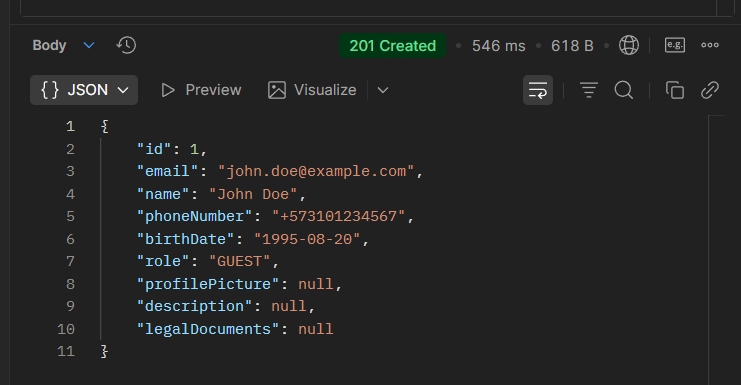 Body 201 Created • 546 ms • 618 B e.g.
{} JSON Preview Visualize
1 {
2 "id": 1,
3 "email": "john.doe@example.com",
4 "name": "John Doe",
5 "phoneNumber": "+573101234567",
6 "birthDate": "1995-08-20",
7 "role": "GUEST",
8 "profilePicture": null,
9 "description": null,
10 "legalDocuments": null
11 }